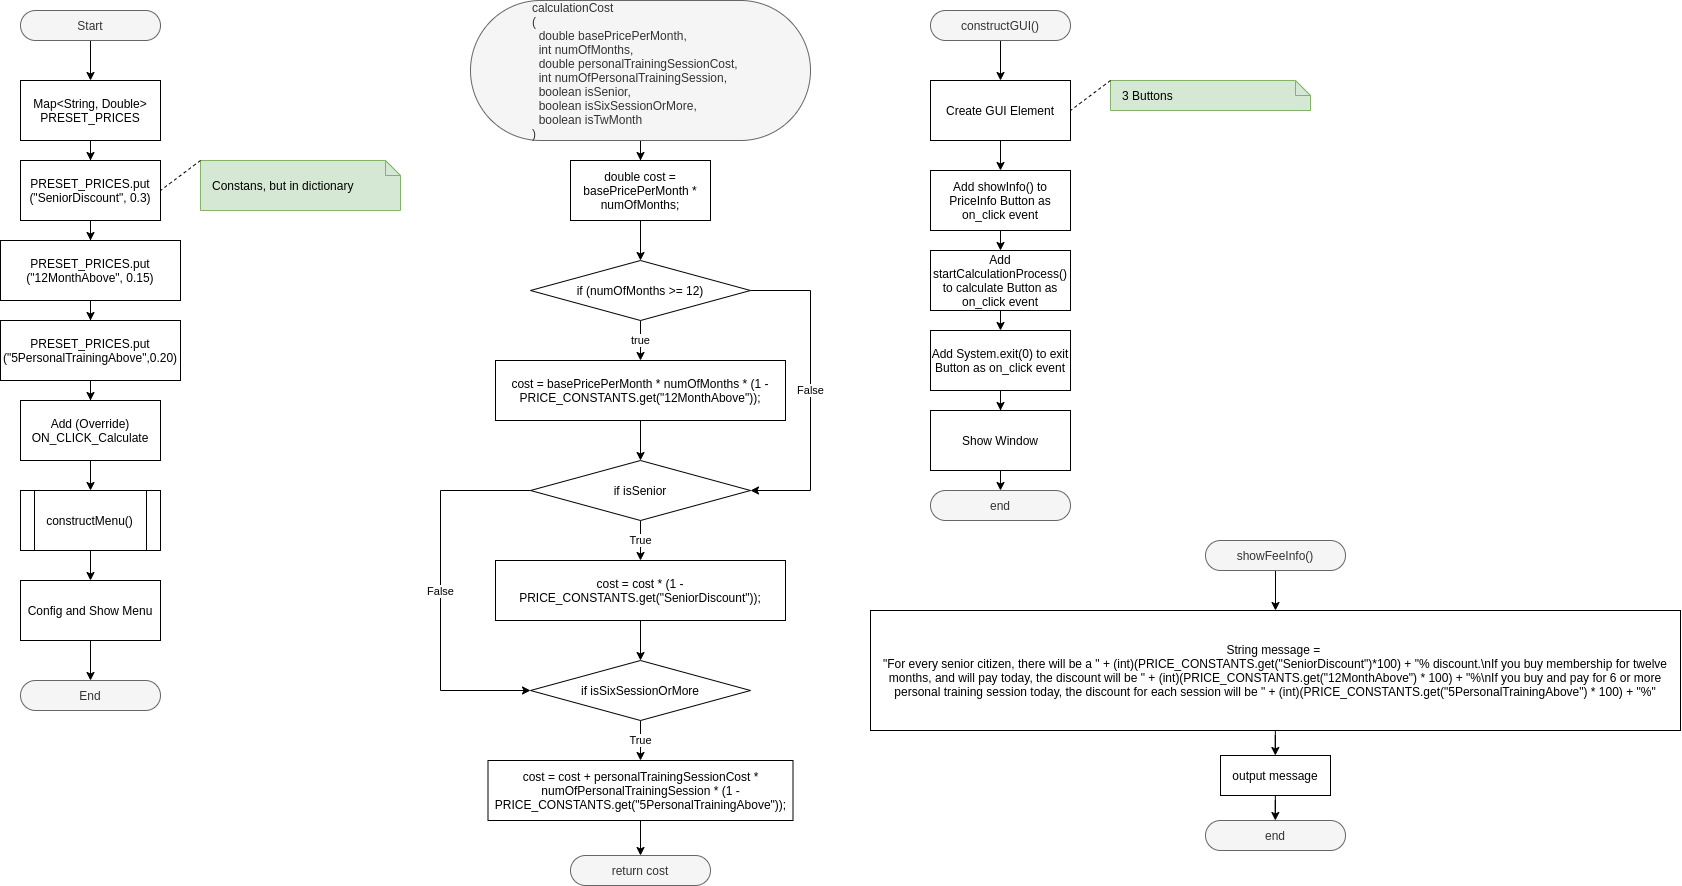 Start
Map<String, Double>
PRESET_PRICES
PRESET_PRICES.put
("SeniorDiscount", 0.3)
Constans, but in dictionary
PRESET_PRICES.put
("12MonthAbove", 0.15)
PRESET_PRICES.put
("5PersonalTrainingAbove",0.20)
Add (Override)
ON_CLICK_Calculate
constructMenu()
Config and Show Menu
End
calculationCost
(
double basePricePerMonth,
int numOfMonths,
double personalTrainingSessionCost,
int numOfPersonalTrainingSession,
boolean isSenior,
boolean isSixSessionOrMore,
boolean isTwMonth
)
double cost =
basePricePerMonth *
numOfMonths;
if (numOfMonths >= 12)
true
False
cost = basePricePerMonth * numOfMonths * (1 -
PRICE_CONSTANTS.get("12MonthAbove"));
if isSenior
True
False
cost = cost * (1 -
PRICE_CONSTANTS.get("SeniorDiscount"));
if isSixSessionOrMore
True
cost = cost + personalTrainingSessionCost *
numOfPersonalTrainingSession * (1 -
PRICE_CONSTANTS.get("5PersonalTrainingAbove"));
return cost
constructGUI()
Create GUI Element
3 Buttons
Add showInfo() to
PriceInfo Button as
on_click event
Add
startCalculationProcess()
to calculate Button as
on_click event
Add System.exit(0) to exit
Button as on_click event
Show Window
end
showFeeInfo()
String message =
"For every senior citizen, there will be a " + (int)(PRICE_CONSTANTS.get("SeniorDiscount")*100) + "% discount.\nIf you buy membership for twelve
months, and will pay today, the discount will be " + (int)(PRICE_CONSTANTS.get("12MonthAbove") * 100) + "%\nIf you buy and pay for 6 or more
personal training session today, the discount for each session will be " + (int)(PRICE_CONSTANTS.get("5PersonalTrainingAbove") * 100) + "%"
output message
end